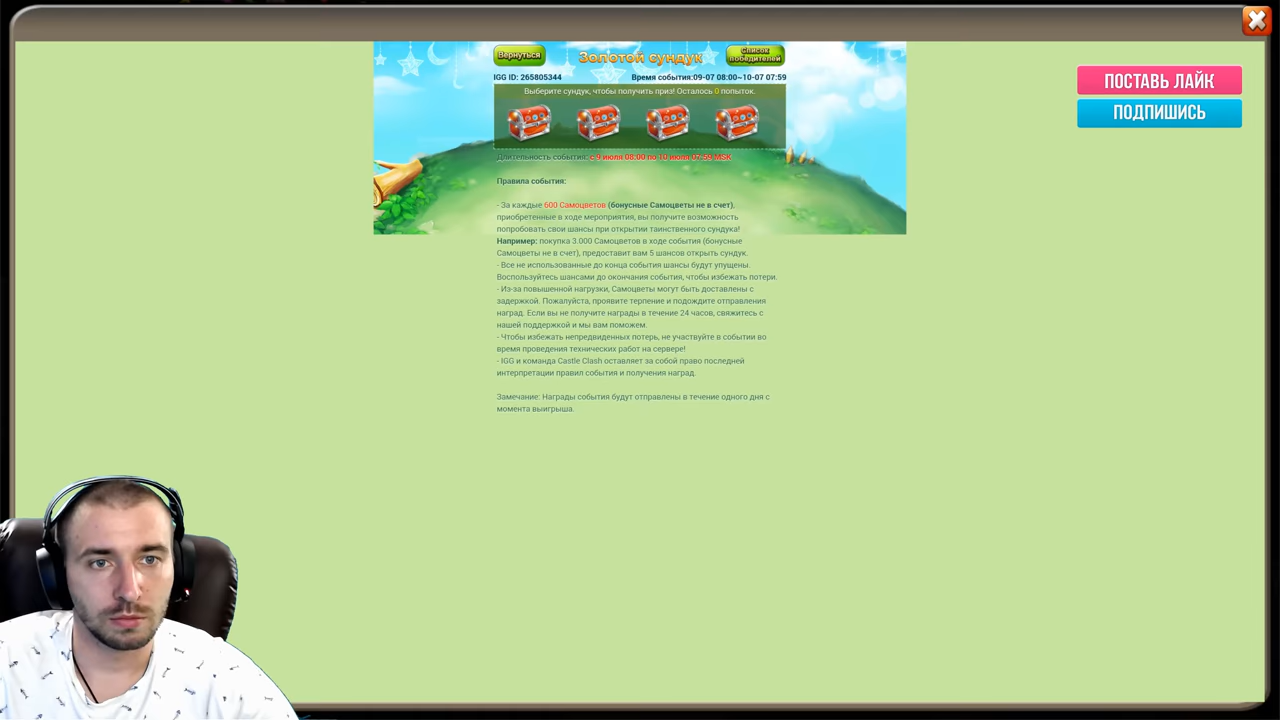 Вернуться
Золотой сундук
Список
победителей
IGG ID: 265805344
Время события:09-07 08:00~10-07 07:59
Выберите сундук, чтобы получить приз! Осталось 0 попыток.
ПОСТАВЬ ЛАЙК
ПОДПИШИСЬ
Длительность события: с 9 июля 08:00 по 10 июля 07:59 MSK
Правила события:
- За каждые 600 Самоцветов (бонусные Самоцветы не в счет),
приобретенные в ходе мероприятия, вы получите возможность
попробовать свои шансы при открытии таинственного сундука!
Например: покупка 3.000 Самоцветов в ходе события (бонусные
Самоцветы не в счет), предоставит вам 5 шансов открыть сундук.
- Все не использованные до конца события шансы будут упущены.
Воспользуйтесь шансами до окончания события, чтобы избежать потери.
- Из-за повышенной нагрузки, Самоцветы могут быть доставлены с
задержкой. Пожалуйста, проявите терпение и подождите отправления
наград. Если вы не получите награды в течение 24 часов, свяжитесь с
нашей поддержкой и мы вам поможем.
- Чтобы избежать непредвиденных потерь, не участвуйте в событии во
время проведения технических работ на сервере!
- IGG и команда Castle Clash оставляет за собой право последней
интерпретации правил события и получения наград.
Замечание: Награды события будут отправлены в течение одного дня с
момента выигрыша.